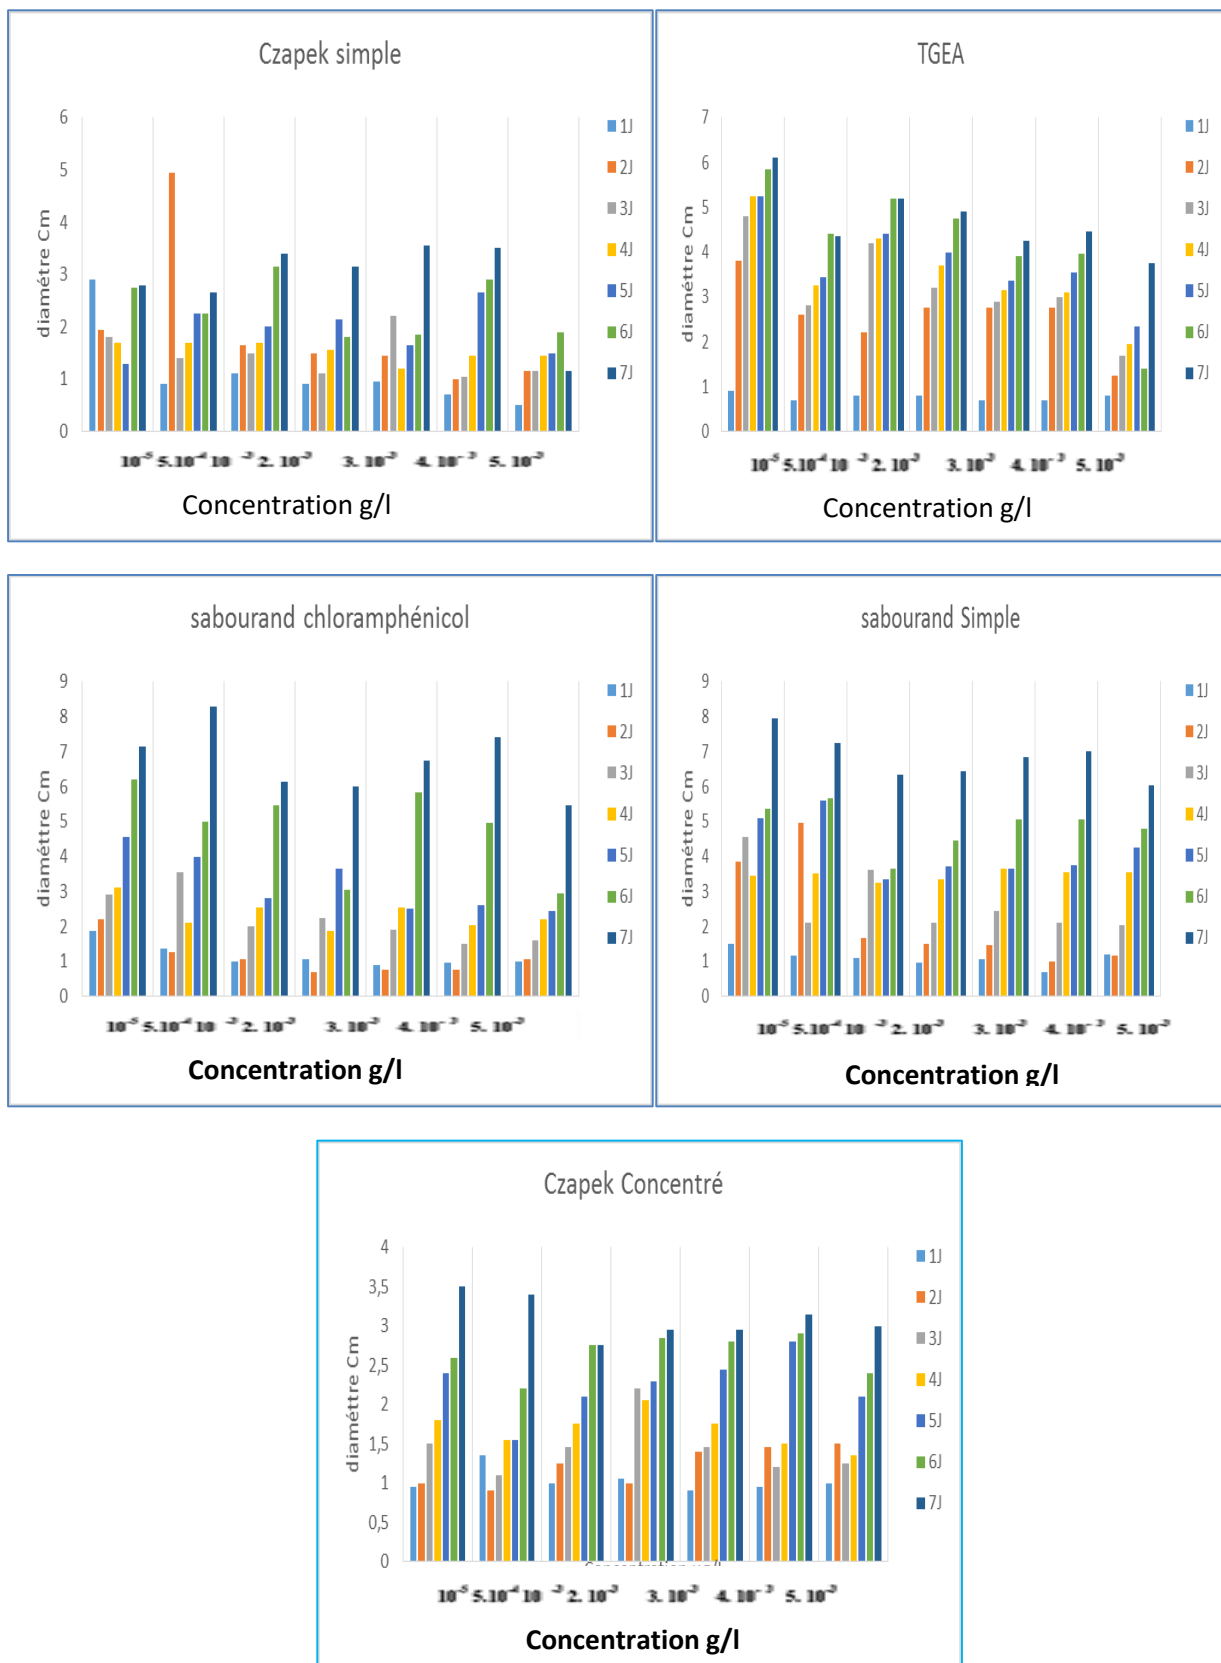 Czapek simple
diamétre Cm
6
5
4
3
2
1
0
1J
2J
3J
4J
5J
6J
7J
10⁻⁵ 5.10⁻⁴ 10⁻³ 2. 10⁻³ 3. 10⁻³ 4. 10⁻³ 5. 10⁻³
Concentration g/l
TGEA
diaméttre Cm
7
6
5
4
3
2
1
0
1J
2J
3J
4J
5J
6J
7J
10⁻⁵ 5.10⁻⁴ 10⁻³ 2. 10⁻³ 3. 10⁻³ 4. 10⁻³ 5. 10⁻³
Concentration g/l
sabourand chloramphénicol
diaméttre Cm
9
8
7
6
5
4
3
2
1
0
1J
2J
3J
4J
5J
6J
7J
10⁻⁵ 5.10⁻⁴ 10⁻³ 2. 10⁻³ 3. 10⁻³ 4. 10⁻³ 5. 10⁻³
Concentration g/l
sabourand Simple
diaméttre Cm
9
8
7
6
5
4
3
2
1
0
1J
2J
3J
4J
5J
6J
7J
10⁻⁵ 5.10⁻⁴ 10⁻³ 2. 10⁻³ 3. 10⁻³ 4. 10⁻³ 5. 10⁻³
Concentration g/l
Czapek Concentré
diaméttre Cm
4
3,5
3
2,5
2
1,5
1
0,5
0
1J
2J
3J
4J
5J
6J
7J
10⁻⁵ 5.10⁻⁴ 10⁻³ 2. 10⁻³ 3. 10⁻³ 4. 10⁻³ 5. 10⁻³
Concentration g/l